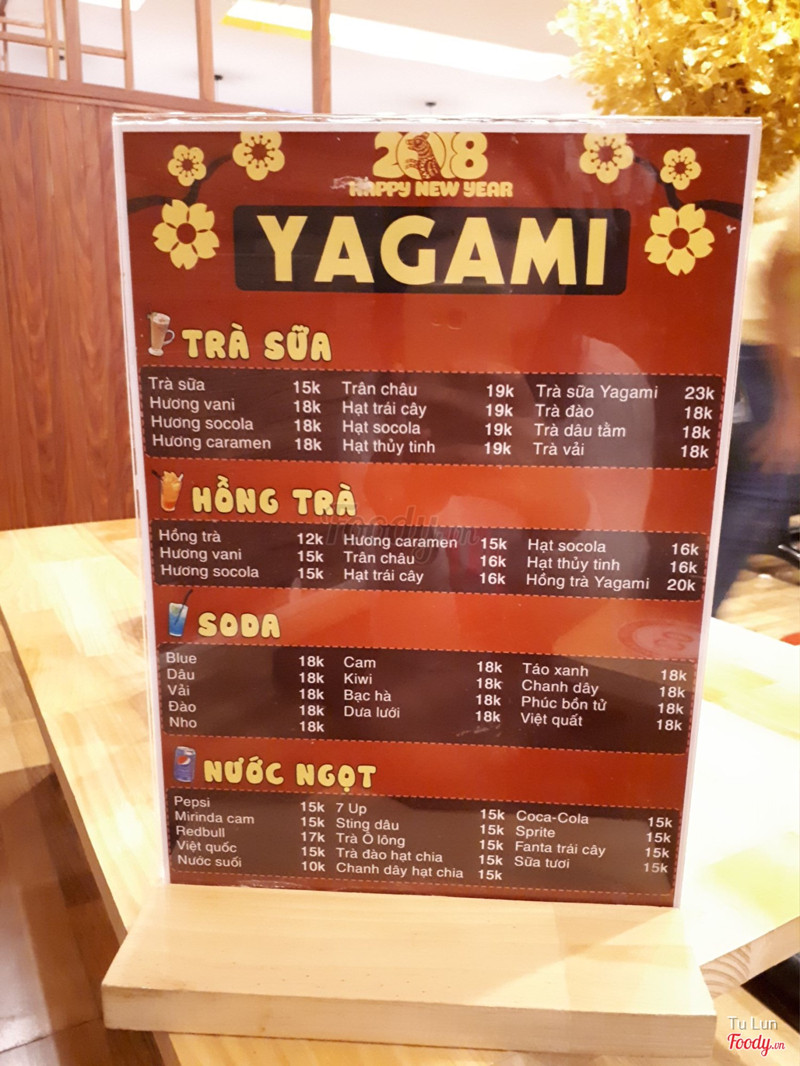 2018
HAPPY NEW YEAR
YAGAMI
TRÀ SỮA
Trà sữa 15k
Hương vani 18k
Hương socola 18k
Hương caramen 18k
Trân châu 19k
Hạt trái cây 19k
Hạt socola 19k
Hạt thủy tinh 19k
Trà sữa Yagami 23k
Trà đào 18k
Trà dâu tằm 18k
Trà vải 18k
HỒNG TRÀ
Hồng trà 12k
Hương vani 15k
Hương socola 15k
Hương caramen 15k
Trân châu 16k
Hạt trái cây 16k
Hạt socola 16k
Hạt thủy tinh 16k
Hồng trà Yagami 20k
SODA
Blue 18k
Dâu 18k
Vải 18k
Đào 18k
Nho 18k
Cam 18k
Kiwi 18k
Bạc hà 18k
Dưa lưới 18k
Táo xanh 18k
Chanh dây 18k
Phúc bồn tử 18k
Việt quất 18k
NƯỚC NGỌT
Pepsi 15k
Mirinda cam 15k
Redbull 17k
Việt quốc 15k
Nước suối 10k
7 Up 15k
Sting dâu 15k
Trà Ô lông 15k
Trà đào hạt chia 15k
Chanh dây hạt chia 15k
Coca-Cola 15k
Sprite 15k
Fanta trái cây 15k
Sữa tươi 15k
Foody.vn
Tu Lun
Foody.vn